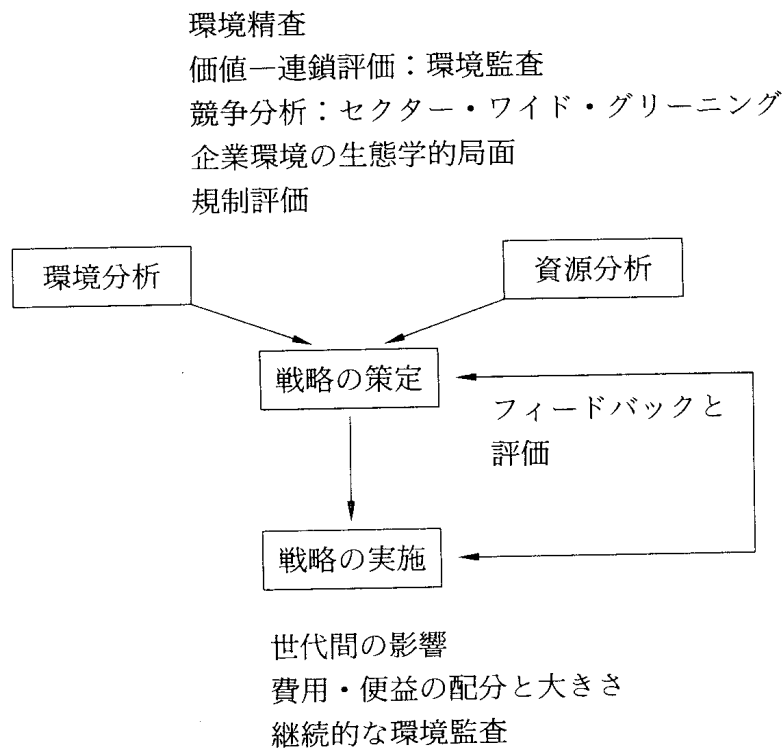 環境精査
価値―連鎖評価：環境監査
競争分析：セクター・ワイド・グリーニング
企業環境の生態学的局面
規制評価
環境分析
資源分析
戦略の策定
フィードバックと
評価
戦略の実施
世代間の影響
費用・便益の配分と大きさ
継続的な環境監査